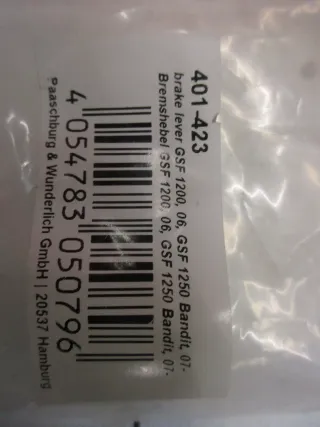 401-423
brake lever GSF 1200, 06, GSF 1250 Bandit, 07-
Bremshebel GSF 1200, 06, GSF 1250 Bandit, 07-
4 054783 050796
Paaschburg & Wunderlich GmbH | 20537 Hamburg